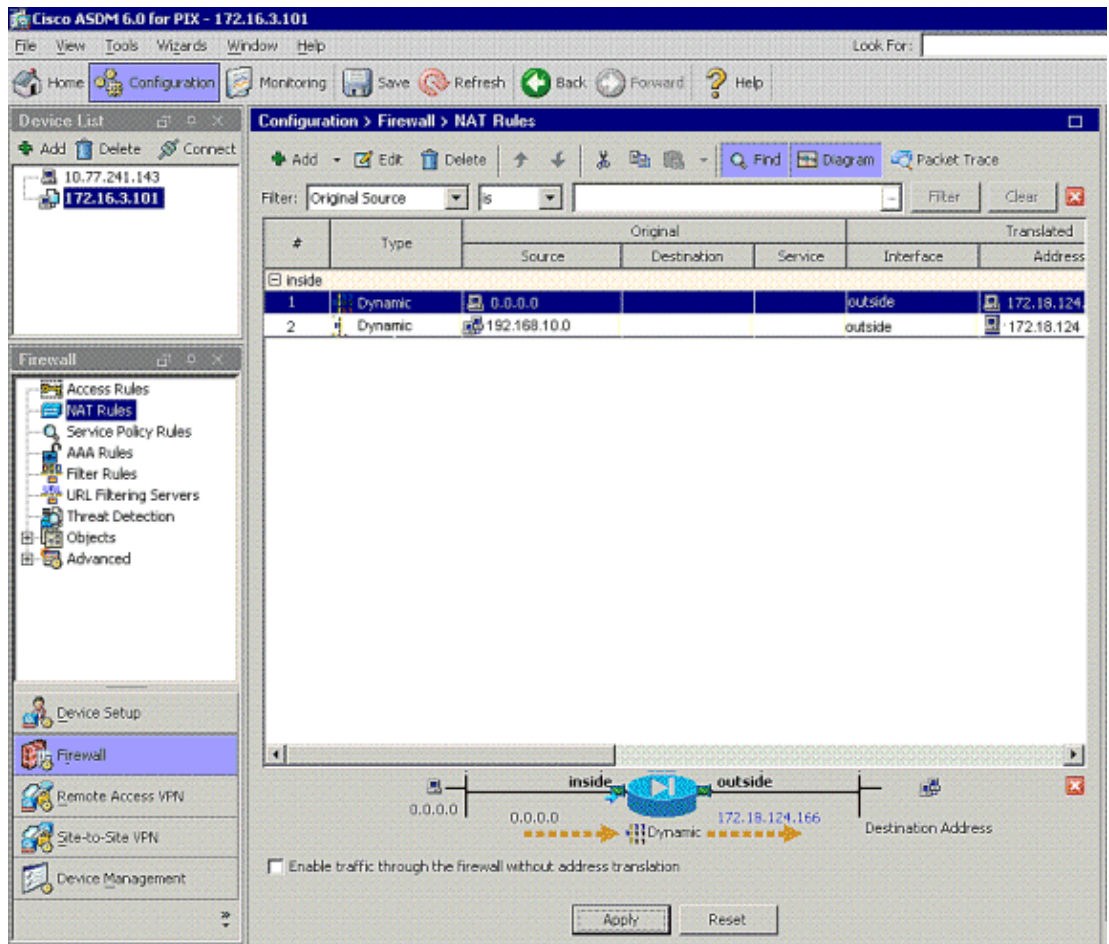 Cisco ASDM 6.0 for PIX - 172.16.3.101
File View Tools Wizards Window Help Look For:
Home Configuration Monitoring Save Refresh Back Forward Help
Device List
Add Delete Connect
10.77.241.143
172.16.3.101
Configuration > Firewall > NAT Rules
Add Edit Delete Find Diagram Packet Trace
Filter: Original Source is Filter Clear
# Type Original Translated
Source Destination Service Interface Address
inside
1 Dynamic 0.0.0.0 outside 172.18.124.
2 Dynamic 192.168.10.0 outside 172.18.124
Firewall
Access Rules
NAT Rules
Service Policy Rules
AAA Rules
Filter Rules
URL Filtering Servers
Threat Detection
Objects
Advanced
Device Setup
Firewall
Remote Access VPN
Site-to-Site VPN
Device Management
inside outside
0.0.0.0 0.0.0.0 172.18.124.166
Dynamic Destination Address
Enable traffic through the firewall without address translation
Apply Reset